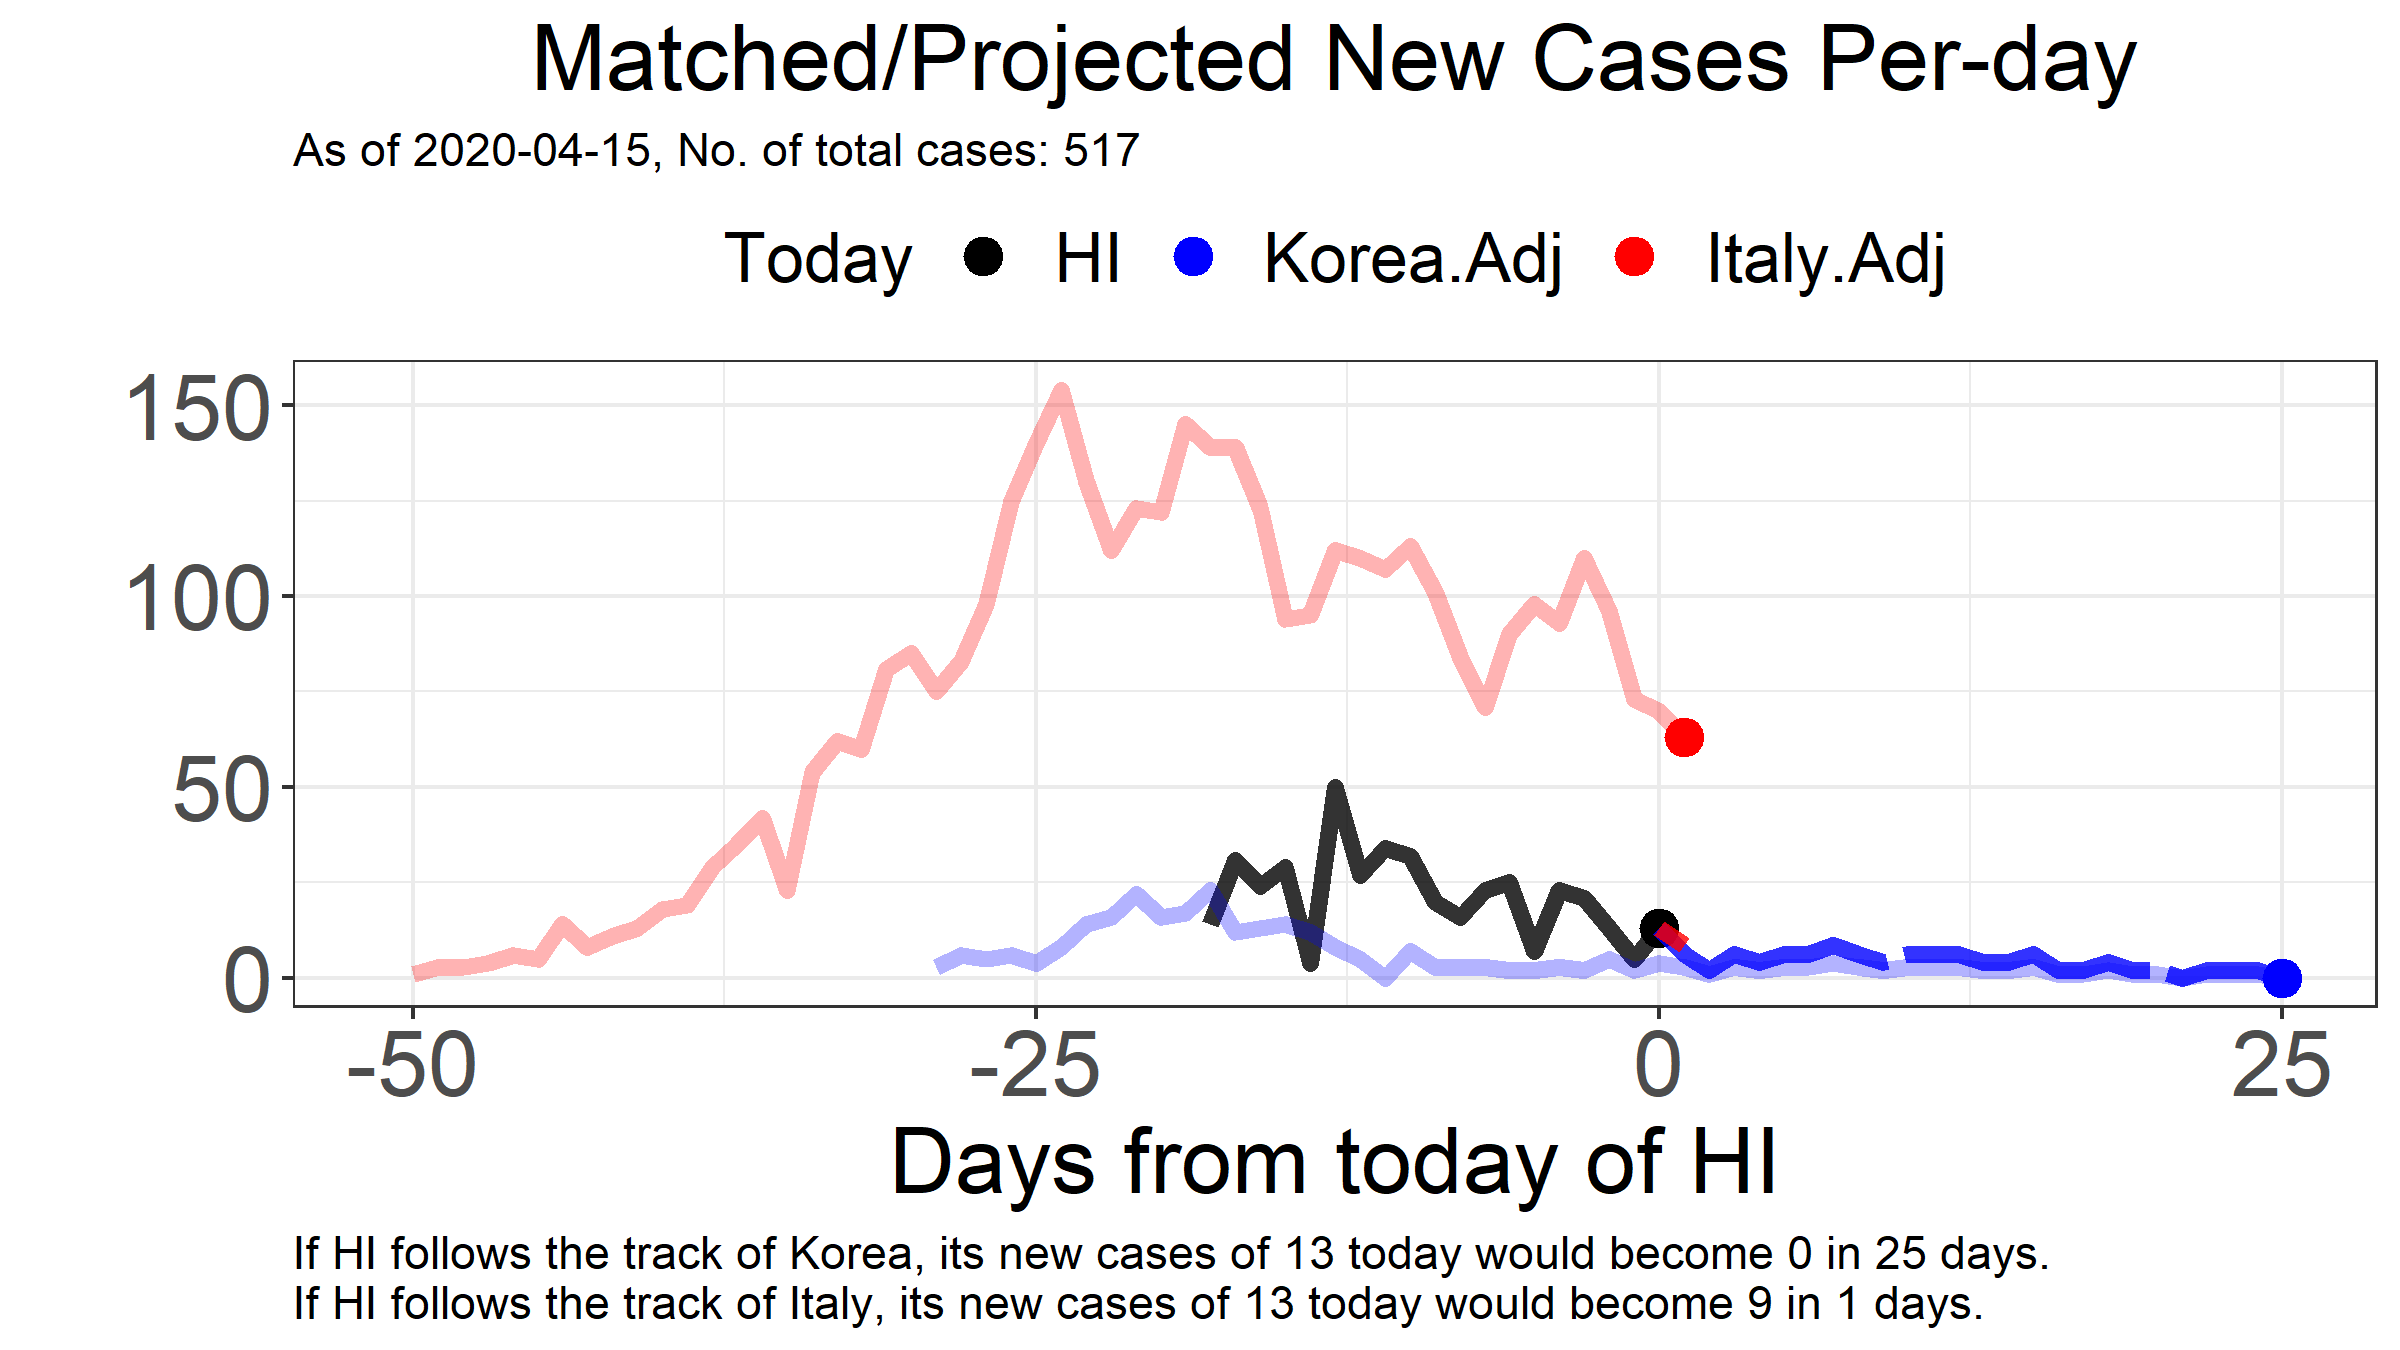 Matched/Projected New Cases Per-day
As of 2020-04-15, No. of total cases: 517
Today HI Korea.Adj Italy.Adj
150
100
50
0
-50 -25 0 25
Days from today of HI
If HI follows the track of Korea, its new cases of 13 today would become 0 in 25 days.
If HI follows the track of Italy, its new cases of 13 today would become 9 in 1 days.